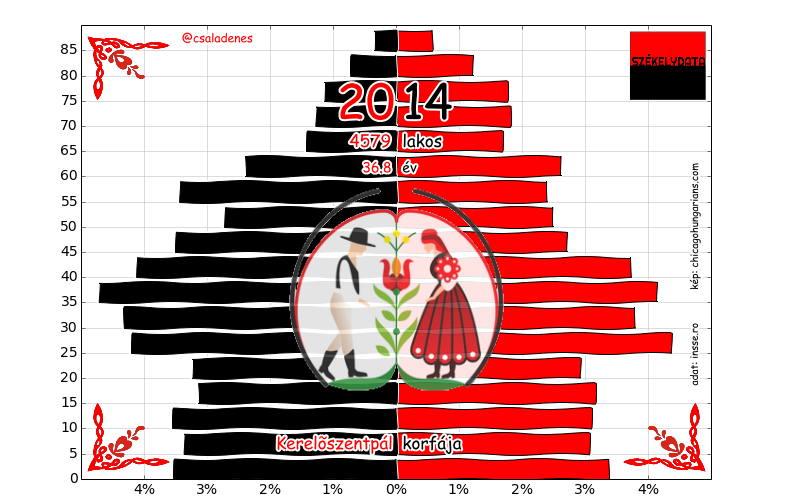 @csaladenes
SZÉKELYDATA
2014
4579 lakos
36.8 év
kép: chicagohungarians.com
adat: insse.ro
Kerelőszentpál korfája
85
80
75
70
65
60
55
50
45
40
35
30
25
20
15
10
5
0
4% 3% 2% 1% 0% 1% 2% 3% 4%